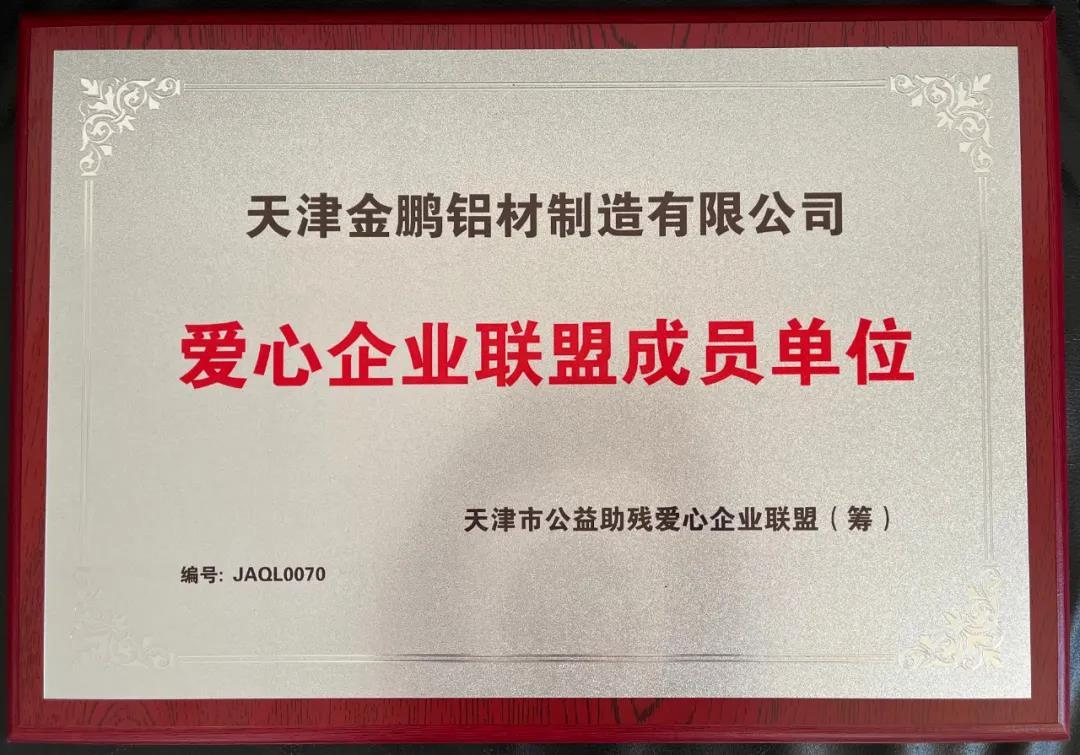 天津金鹏铝材制造有限公司
爱心企业联盟成员单位
天津市公益助残爱心企业联盟（筹）
编号: JAQL0070